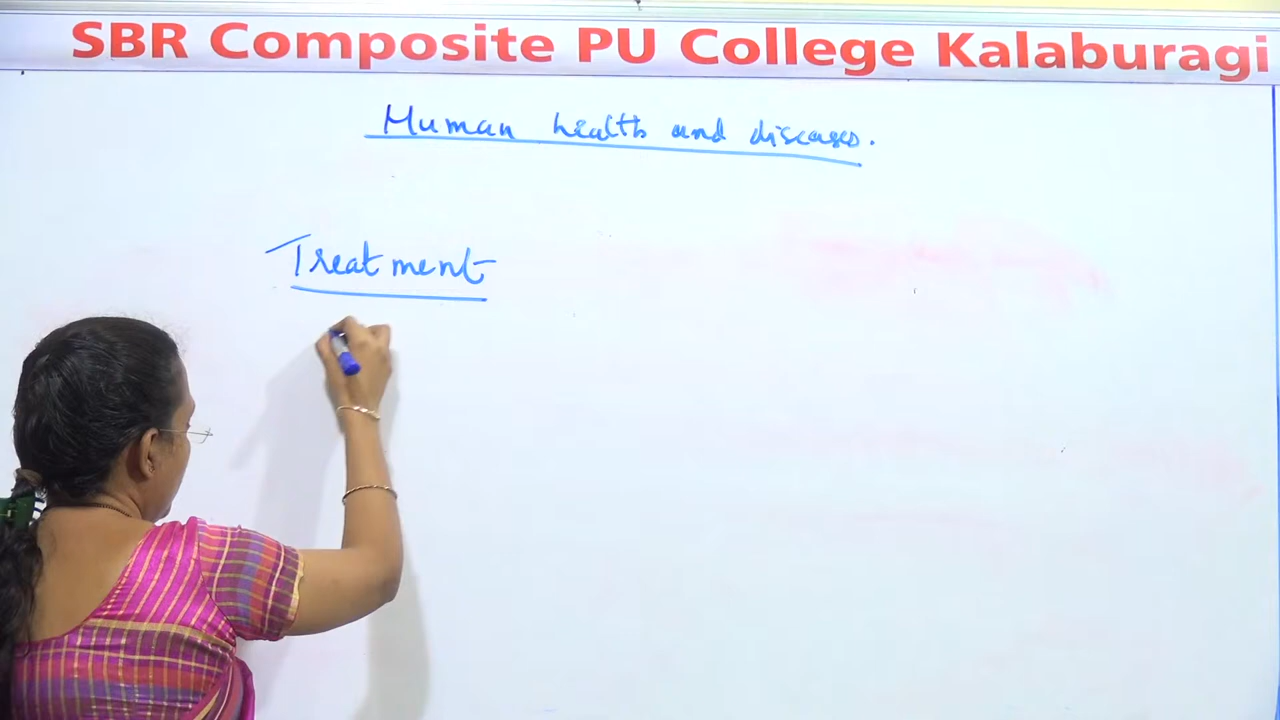 SBR Composite PU College Kalaburagi
Human health and diseases.
Treatment